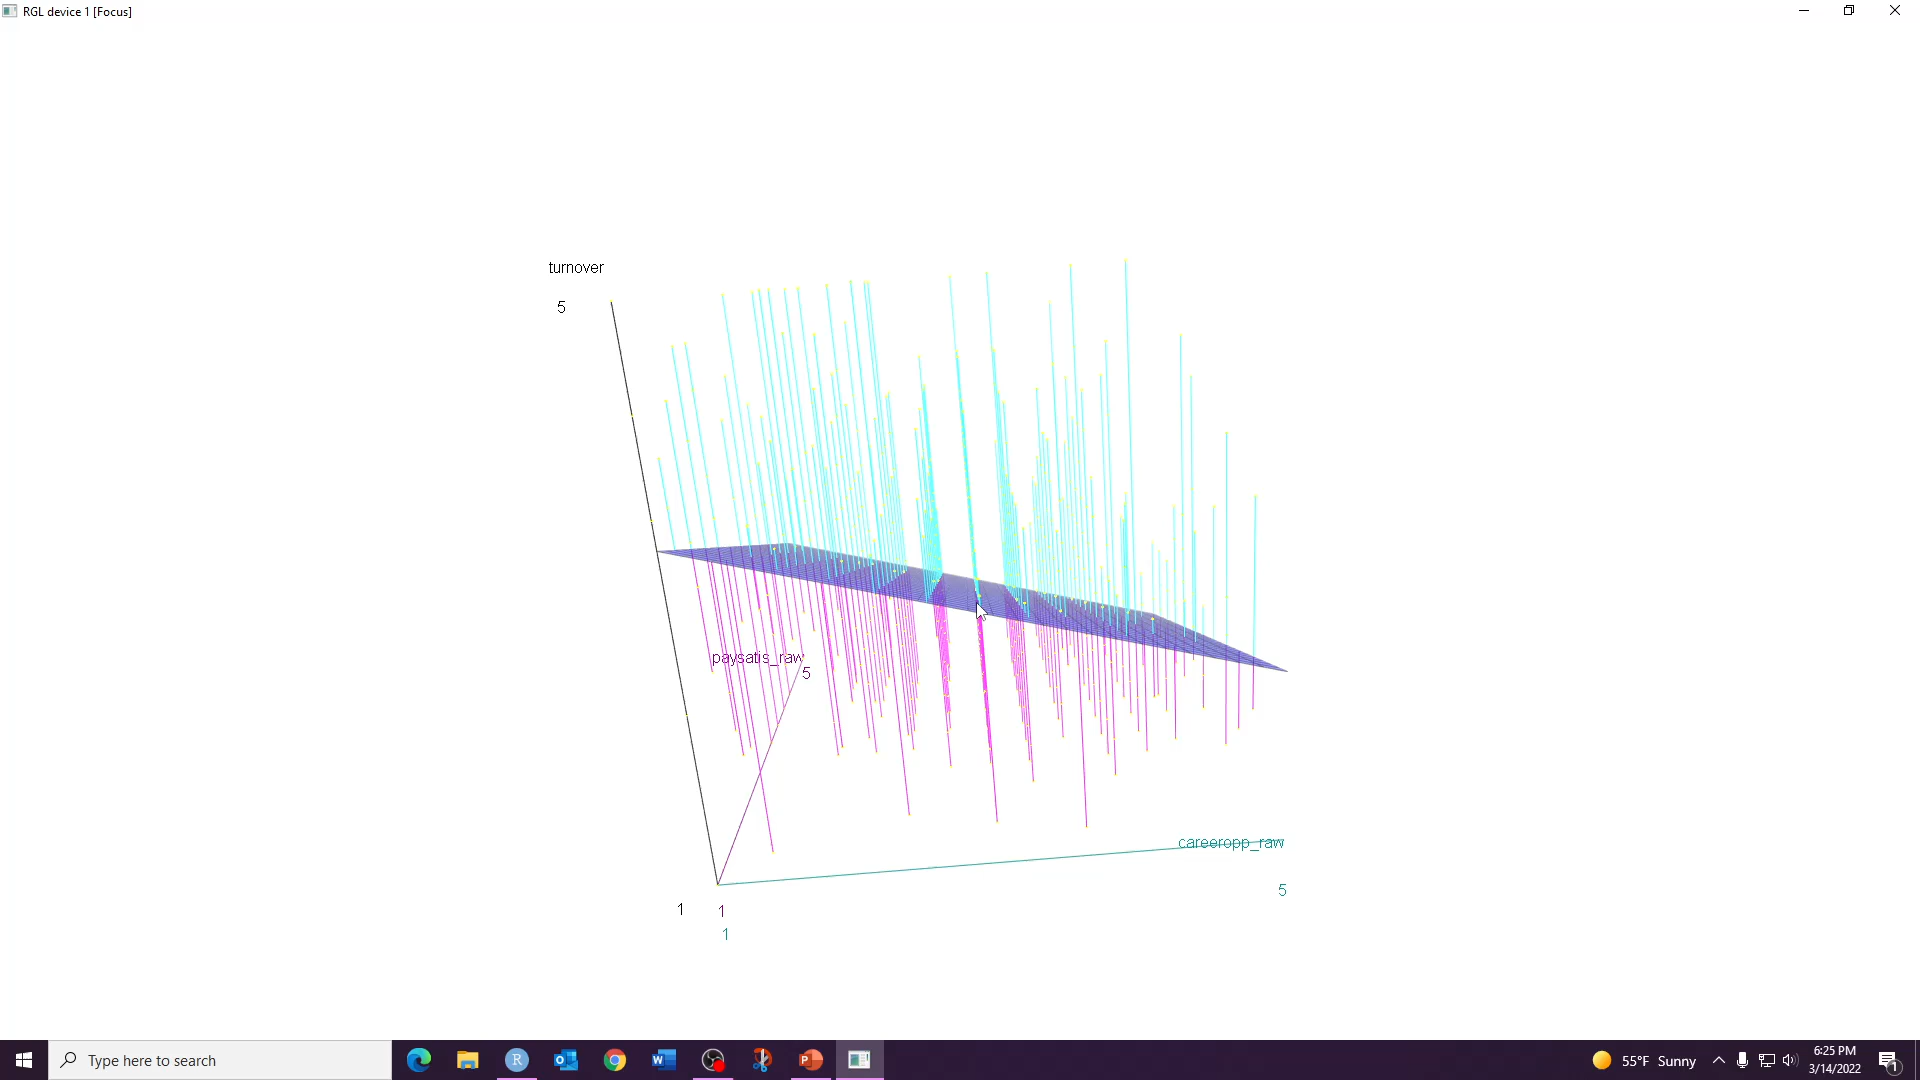 RGL device 1 [Focus]
turnover
5
paysatis_raw
5
careeropp_raw
5
1
1
1
Type here to search
R
W
P
55°F Sunny
6:25 PM
3/14/2022
1